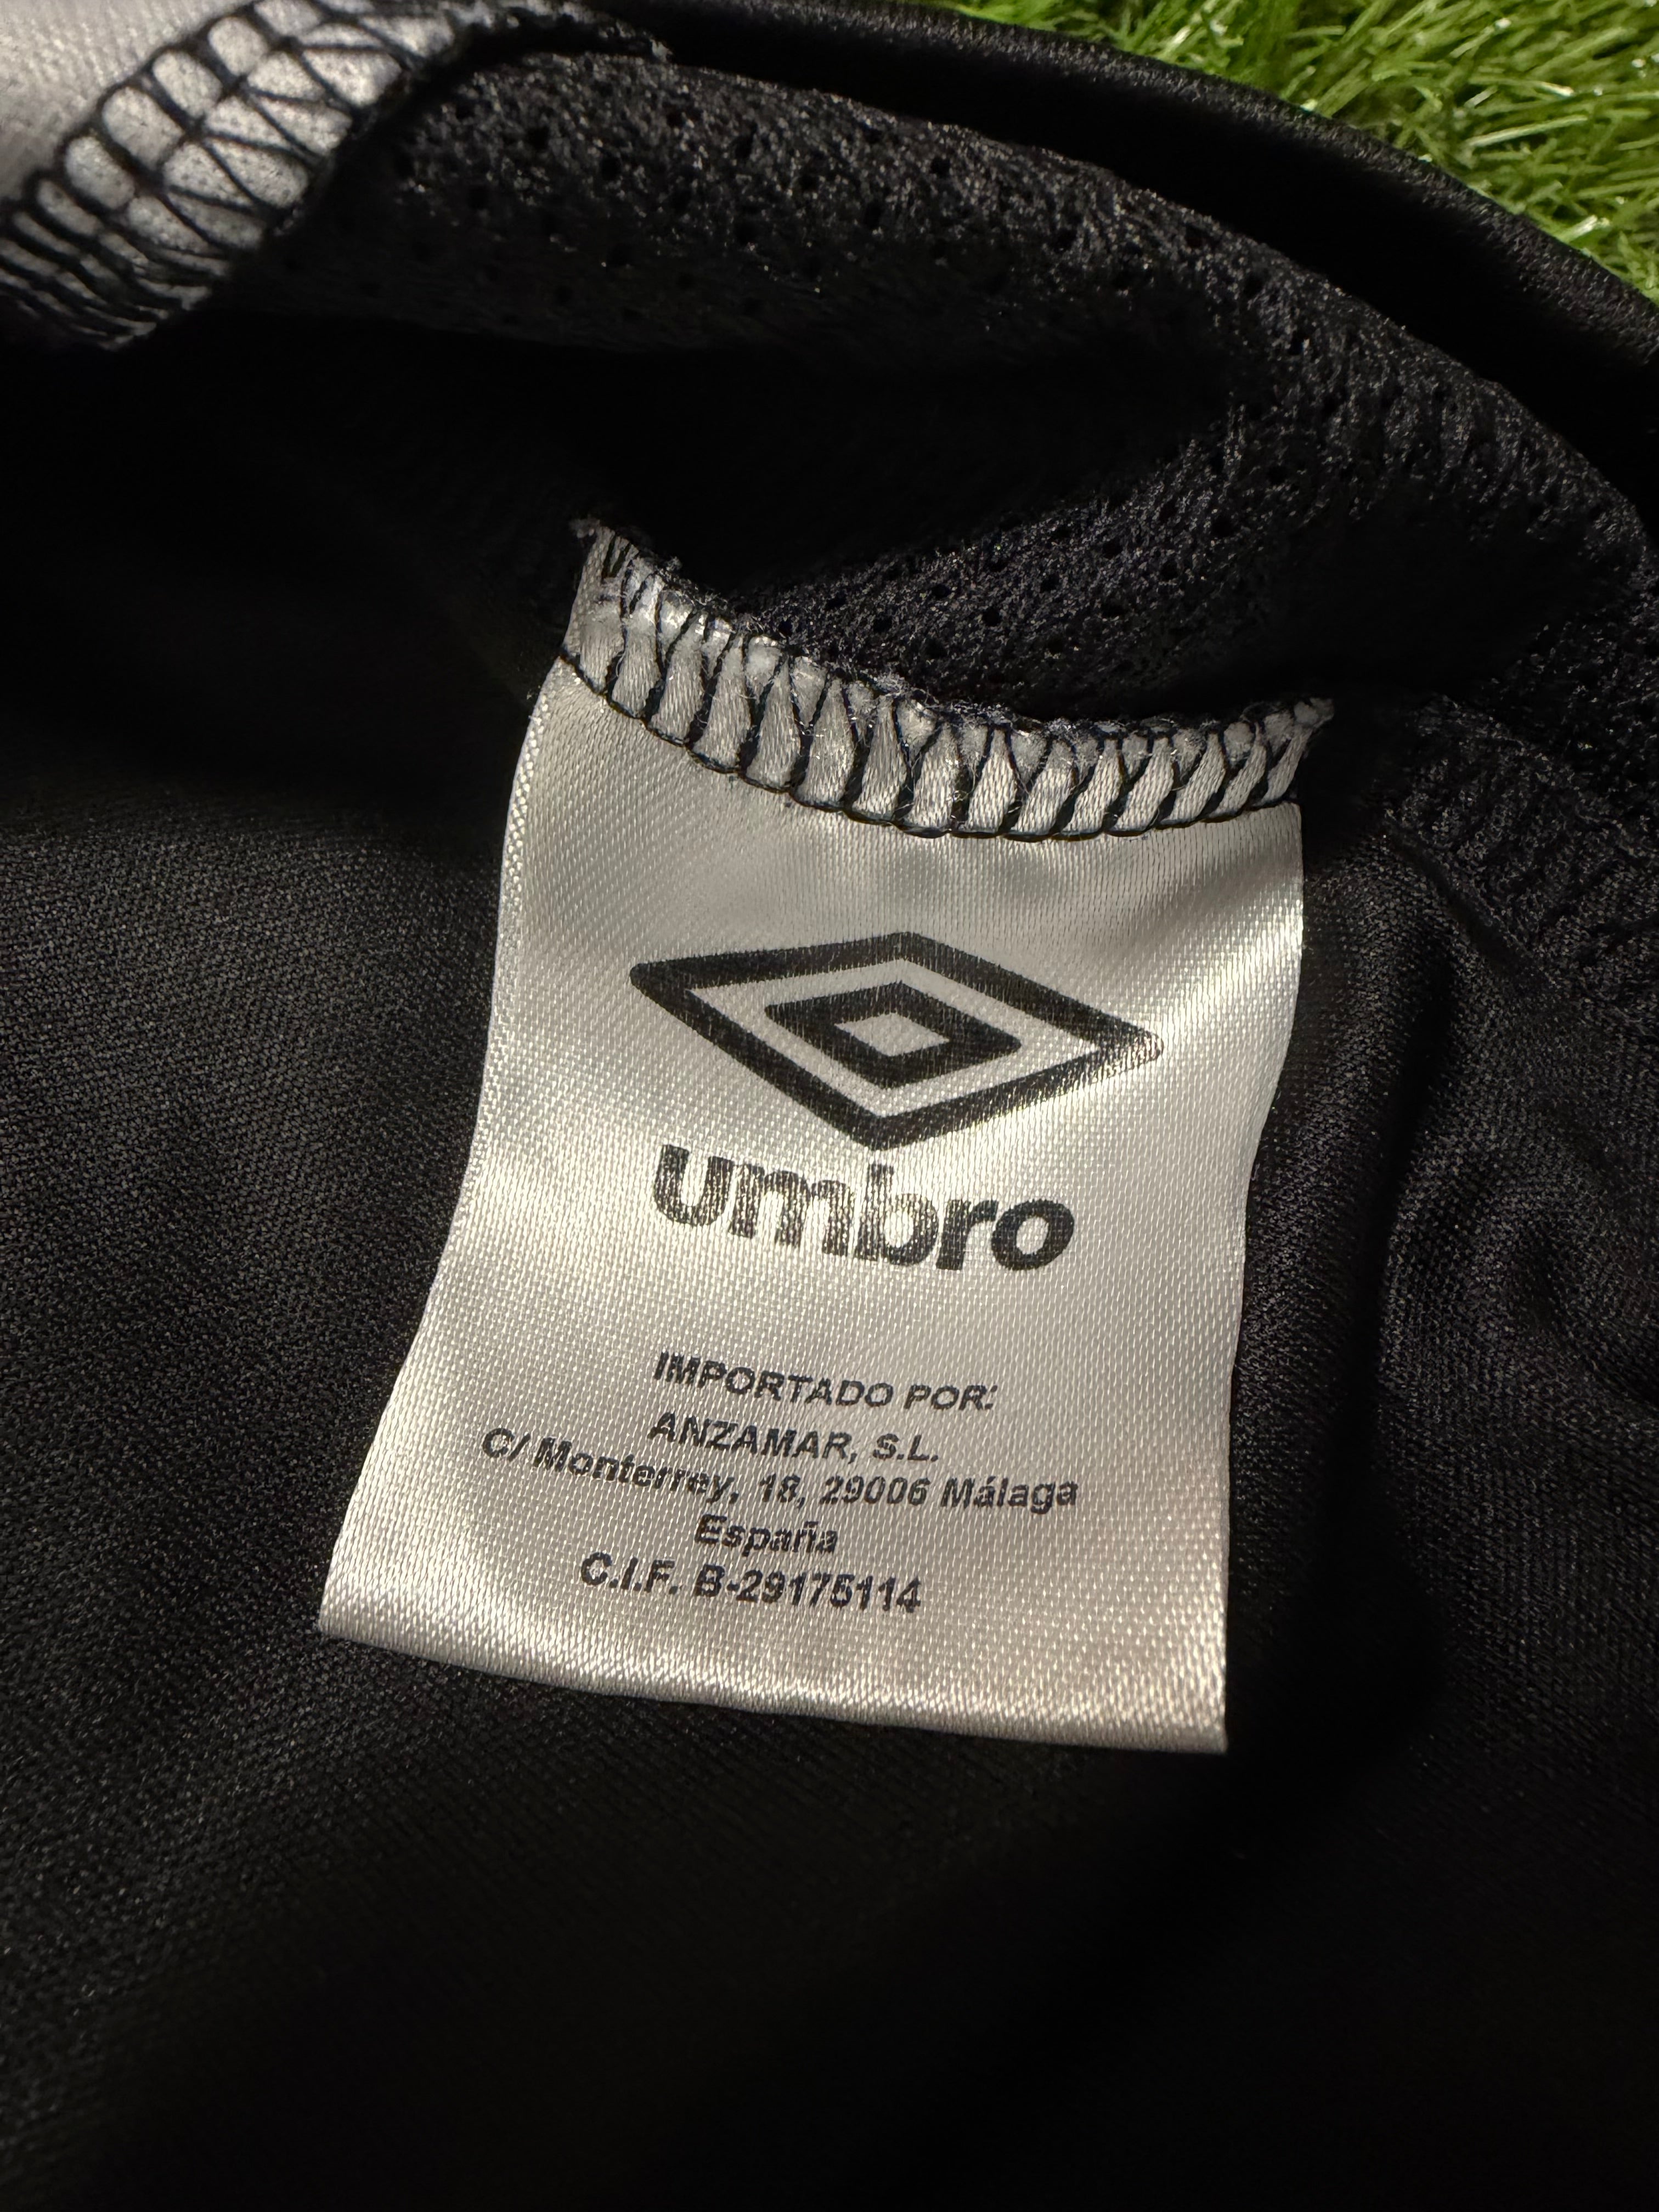 umbro
IMPORTADO POR:
ANZAMAR, S.L.
C/ Monterrey, 18, 29006 Málaga
España
C.I.F. B-29175114